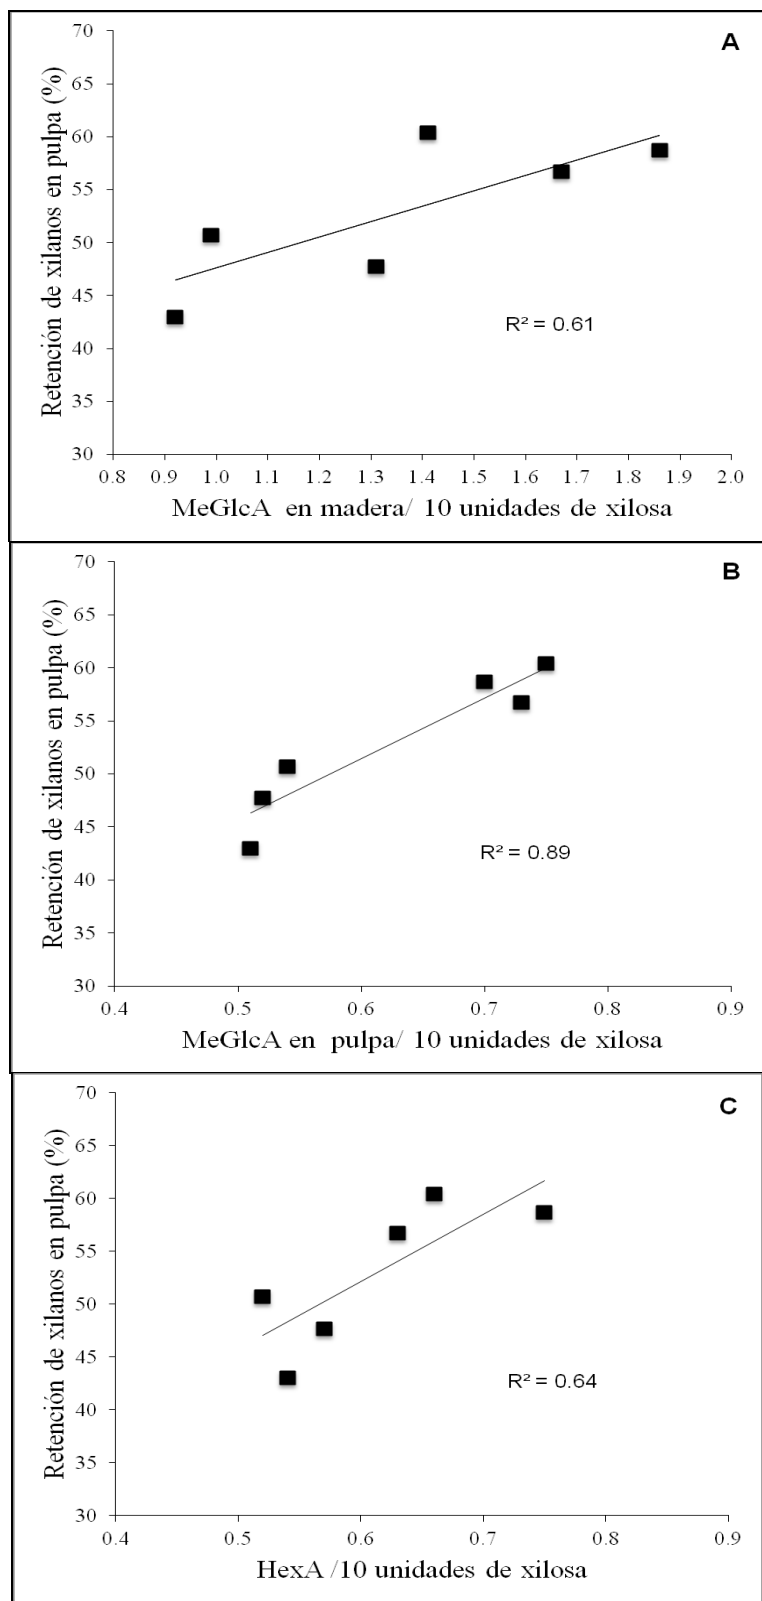 A
Retención de xilanos en pulpa (%)
70
65
60
55
50
45
40
35
30
R² = 0.61
0.8 0.9 1.0 1.1 1.2 1.3 1.4 1.5 1.6 1.7 1.8 1.9 2.0
MeGlcA en madera/ 10 unidades de xilosa
B
Retención de xilanos en pulpa (%)
70
65
60
55
50
45
40
35
30
R² = 0.89
0.4 0.5 0.6 0.7 0.8 0.9
MeGlcA en pulpa/ 10 unidades de xilosa
C
Retención de xilanos en pulpa (%)
70
65
60
55
50
45
40
35
30
R² = 0.64
0.4 0.5 0.6 0.7 0.8 0.9
HexA /10 unidades de xilosa